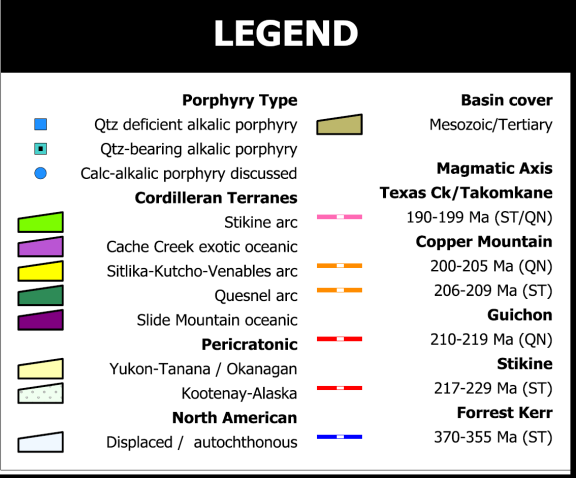 LEGEND
Porphyry Type
Qtz deficient alkalic porphyry
Qtz-bearing alkalic porphyry
Calc-alkalic porphyry discussed
Cordilleran Terranes
Stikine arc
Cache Creek exotic oceanic
Sitlika-Kutcho-Venables arc
Quesnel arc
Slide Mountain oceanic
Pericratonic
Yukon-Tanana / Okanagan
Kootenay-Alaska
North American
Displaced / autochthonous
Basin cover
Mesozoic/Tertiary
Magmatic Axis
Texas Ck/Takomkane
190-199 Ma (ST/QN)
Copper Mountain
200-205 Ma (QN)
206-209 Ma (ST)
Guichon
210-219 Ma (QN)
Stikine
217-229 Ma (ST)
Forrest Kerr
370-355 Ma (ST)